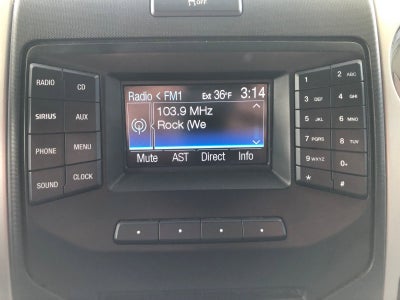 OFF
RADIO
CD
SIRIUS
AUX
PHONE
MENU
SOUND
CLOCK
Radio < FM1 Ext 36°F 3:14
103.9 MHz
Rock (We
Mute AST Direct Info
1
2 ABC
3 DEF
4 GHI
5 JKL
6 MNO
7 PQRS
8 TUV
9 WXYZ
0
*
#